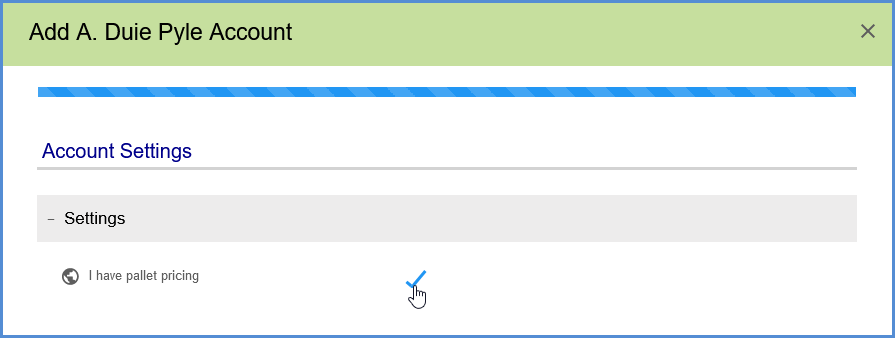 Add A. Duie Pyle Account
Account Settings
Settings
I have pallet pricing